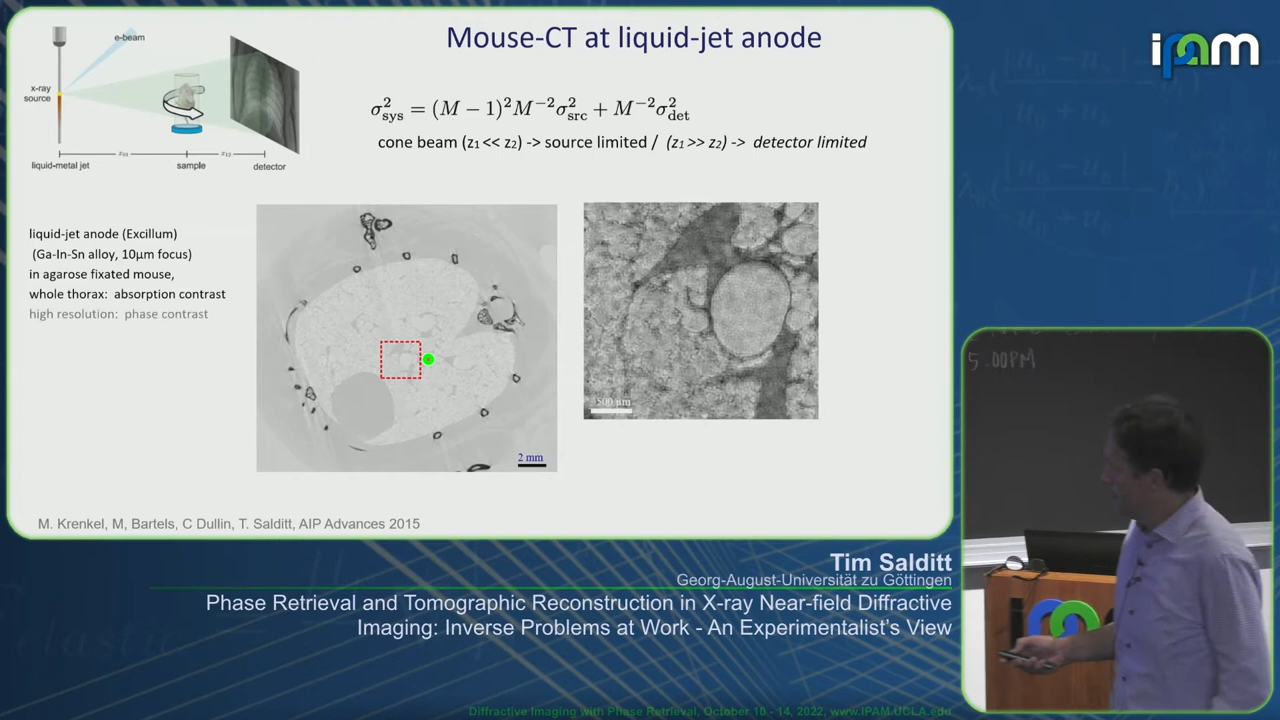 Mouse-CT at liquid-jet anode
e-beam
x-ray
source
liquid-metal jet
sample
detector
σ²sys = (M − 1)²M⁻²σ²src + M⁻²σ²det
cone beam (z₁ << z₂) -> source limited / (z₁ >> z₂) -> detector limited
liquid-jet anode (Excillum)
(Ga-In-Sn alloy, 10µm focus)
in agarose fixated mouse,
whole thorax: absorption contrast
high resolution: phase contrast
2 mm
500 µm
M. Krenkel, M, Bartels, C Dullin, T. Salditt, AIP Advances 2015
ipam
5:00PM
Tim Salditt
Georg-August-Universität zu Göttingen
Phase Retrieval and Tomographic Reconstruction in X-ray Near-field Diffractive
Imaging: Inverse Problems at Work - An Experimentalist's View
Diffractive Imaging with Phase Retrieval, October 10 - 14, 2022, www.IPAM.UCLA.edu